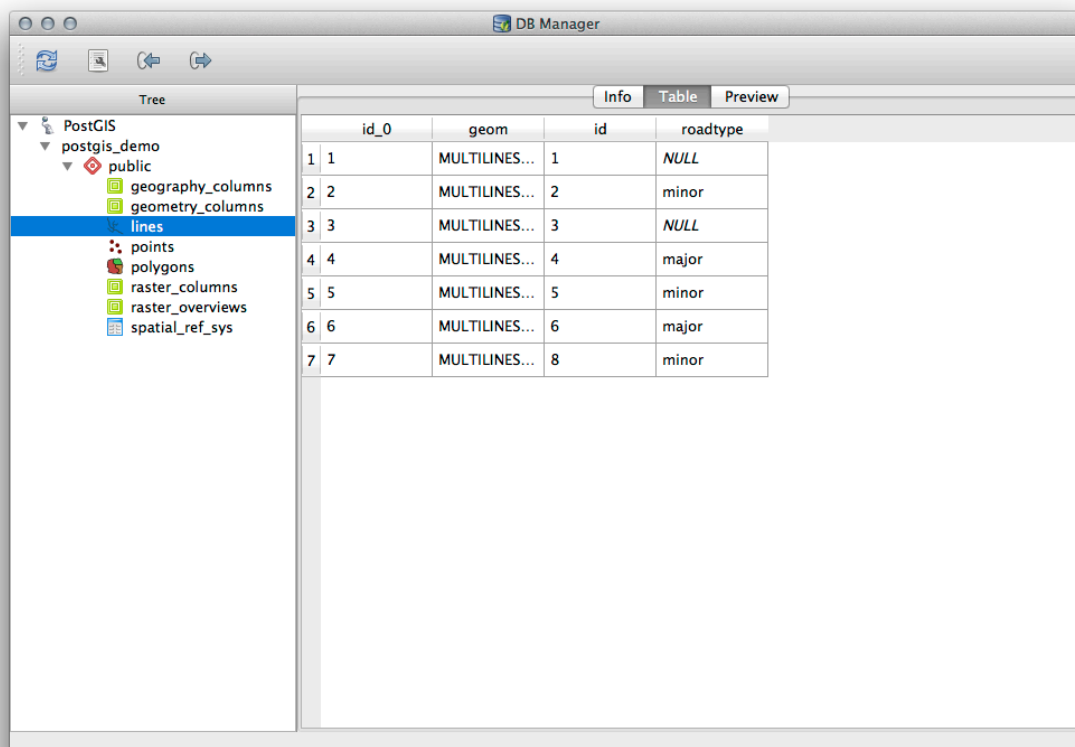 DB Manager
Tree
PostGIS
postgis_demo
public
geography_columns
geometry_columns
lines
points
polygons
raster_columns
raster_overviews
spatial_ref_sys
Info Table Preview
id_0 geom id roadtype
1 1 MULTILINES... 1 NULL
2 2 MULTILINES... 2 minor
3 3 MULTILINES... 3 NULL
4 4 MULTILINES... 4 major
5 5 MULTILINES... 5 minor
6 6 MULTILINES... 6 major
7 7 MULTILINES... 8 minor